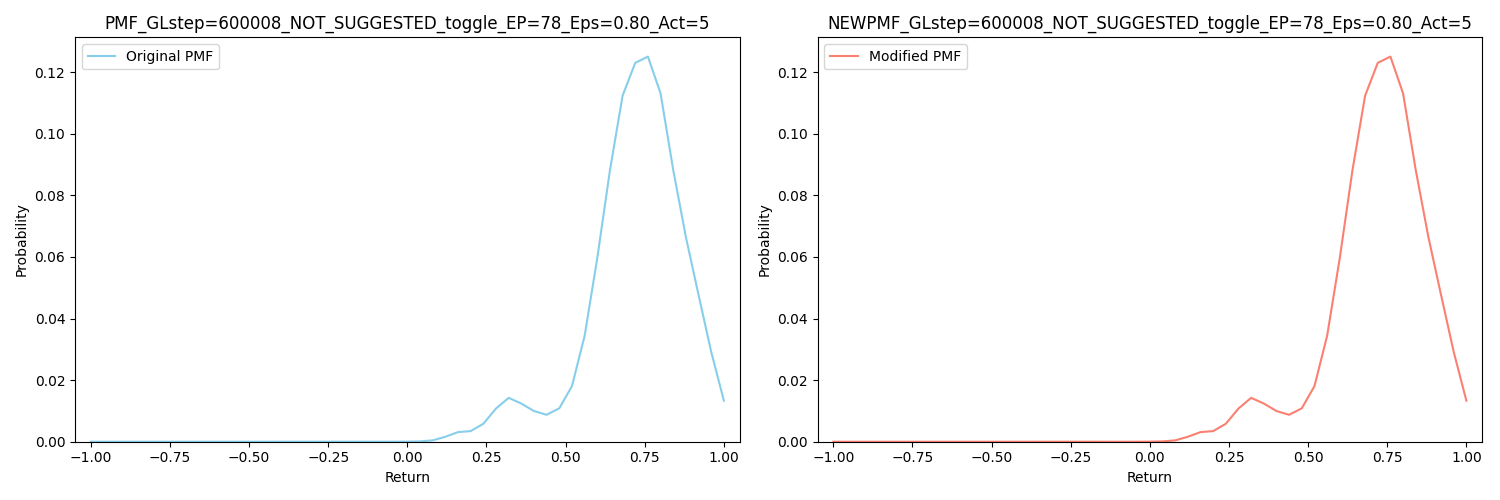 PMF_GLstep=600008_NOT_SUGGESTED_toggle_EP=78_Eps=0.80_Act=5
Original PMF
Probability
0.12
0.10
0.08
0.06
0.04
0.02
0.00
−1.00 −0.75 −0.50 −0.25 0.00 0.25 0.50 0.75 1.00
Return
NEWPMF_GLstep=600008_NOT_SUGGESTED_toggle_EP=78_Eps=0.80_Act=5
Modified PMF
Probability
0.12
0.10
0.08
0.06
0.04
0.02
0.00
−1.00 −0.75 −0.50 −0.25 0.00 0.25 0.50 0.75 1.00
Return